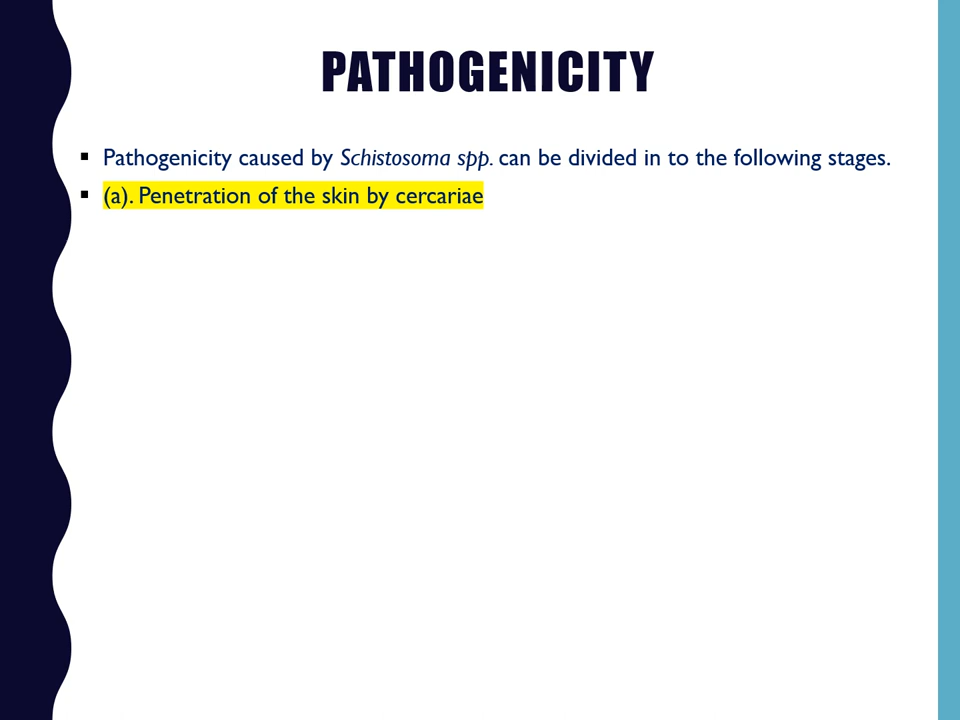 PATHOGENICITY
▪ Pathogenicity caused by Schistosoma spp. can be divided in to the following stages.
▪ (a). Penetration of the skin by cercariae